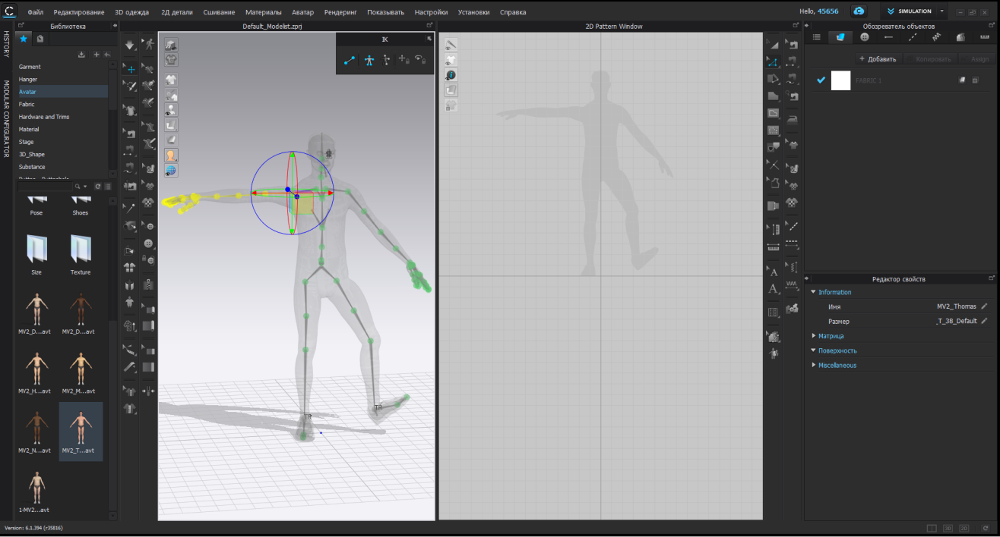 Файл Редактирование 3D одежда 2Д детали Сшивание Материалы Аватар Рендеринг Показывать Настройки Установки Справка
Hello, 45656
SIMULATION
HISTORY
MODULAR CONFIGURATOR
Библиотека
Garment
Hanger
Avatar
Fabric
Hardware and Trims
Material
Stage
3D_Shape
Substance
Pose Shoes
Size Texture
MV2_D...avt MV2_D...avt
MV2_H...avt MV2_M...avt
MV2_N...avt MV2_T...avt
1-MV2...avt
Default_Modelist.zprj
IK
TR
TR
2D Pattern Window
Обозреватель объектов
+ Добавить Копировать Assign
FABRIC 1
Редактор свойств
Information
Имя MV2_Thomas
Размер _T_38_Default
Матрица
Поверхность
Miscellaneous
Version: 6.1.394 (r35816)
3D 2D